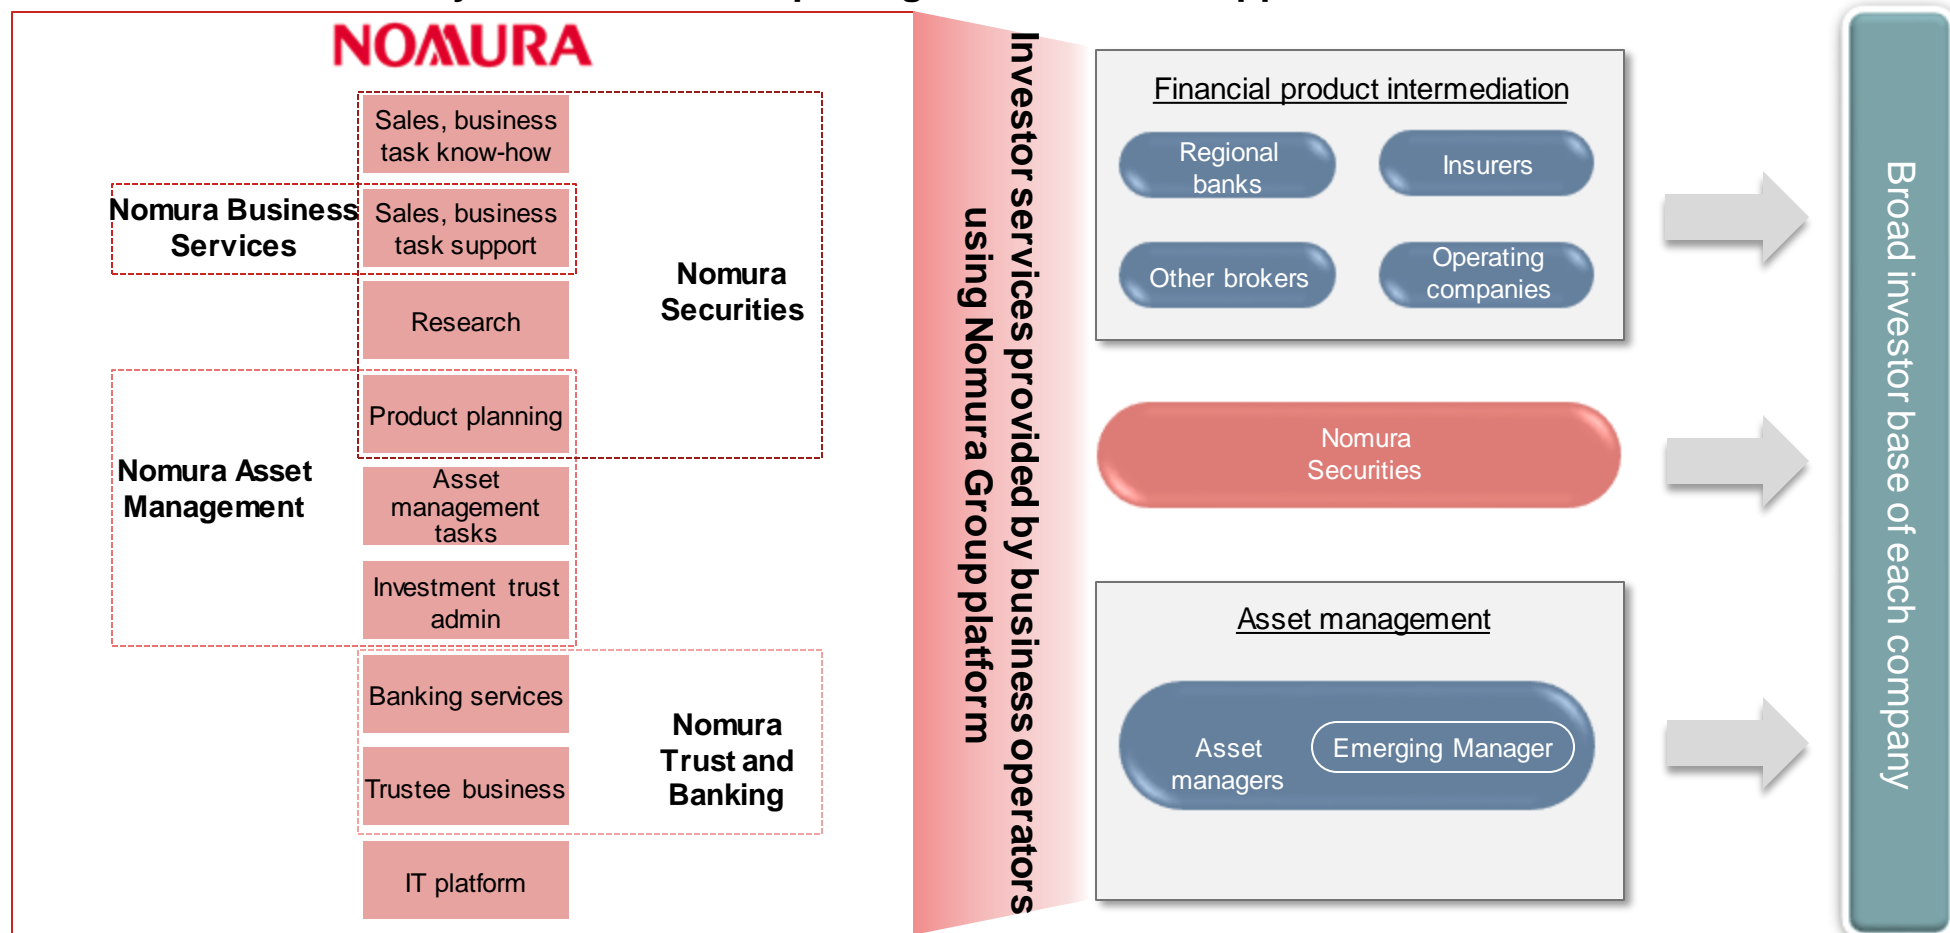 NOMURA
Sales, business
task know-how
Nomura Business
Services
Sales, business
task support
Nomura
Securities
Research
Product planning
Nomura Asset
Management
Asset
management
tasks
Investment trust
admin
Banking services
Nomura
Trust and
Banking
Trustee business
IT platform
Investor services provided by business operators
using Nomura Group platform
Financial product intermediation
Regional
banks
Insurers
Other brokers
Operating
companies
Nomura
Securities
Asset management
Asset
managers
Emerging Manager
Broad investor base of each company